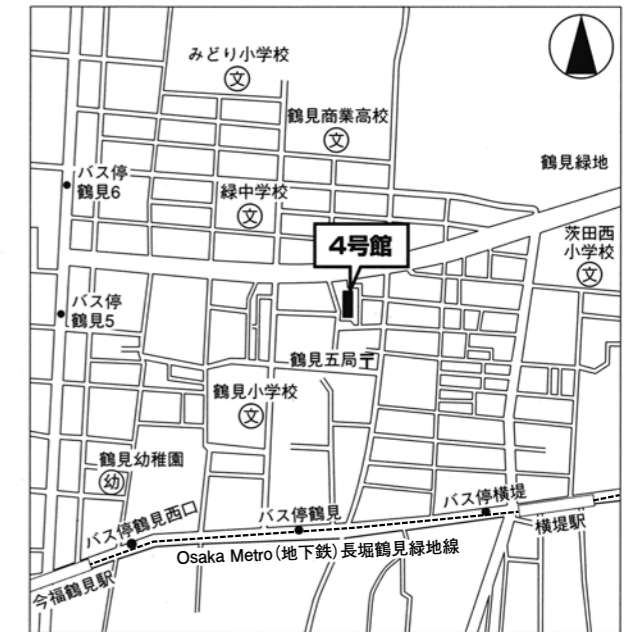 みどり小学校
文
鶴見商業高校
文
鶴見緑地
バス停
鶴見6
緑中学校
文
4号館
茨田西
小学校
文
バス停
鶴見5
鶴見五局〒
鶴見小学校
文
鶴見幼稚園
幼
バス停鶴見西口
バス停鶴見
バス停横堤
横堤駅
Osaka Metro(地下鉄)長堀鶴見緑地線
今福鶴見駅